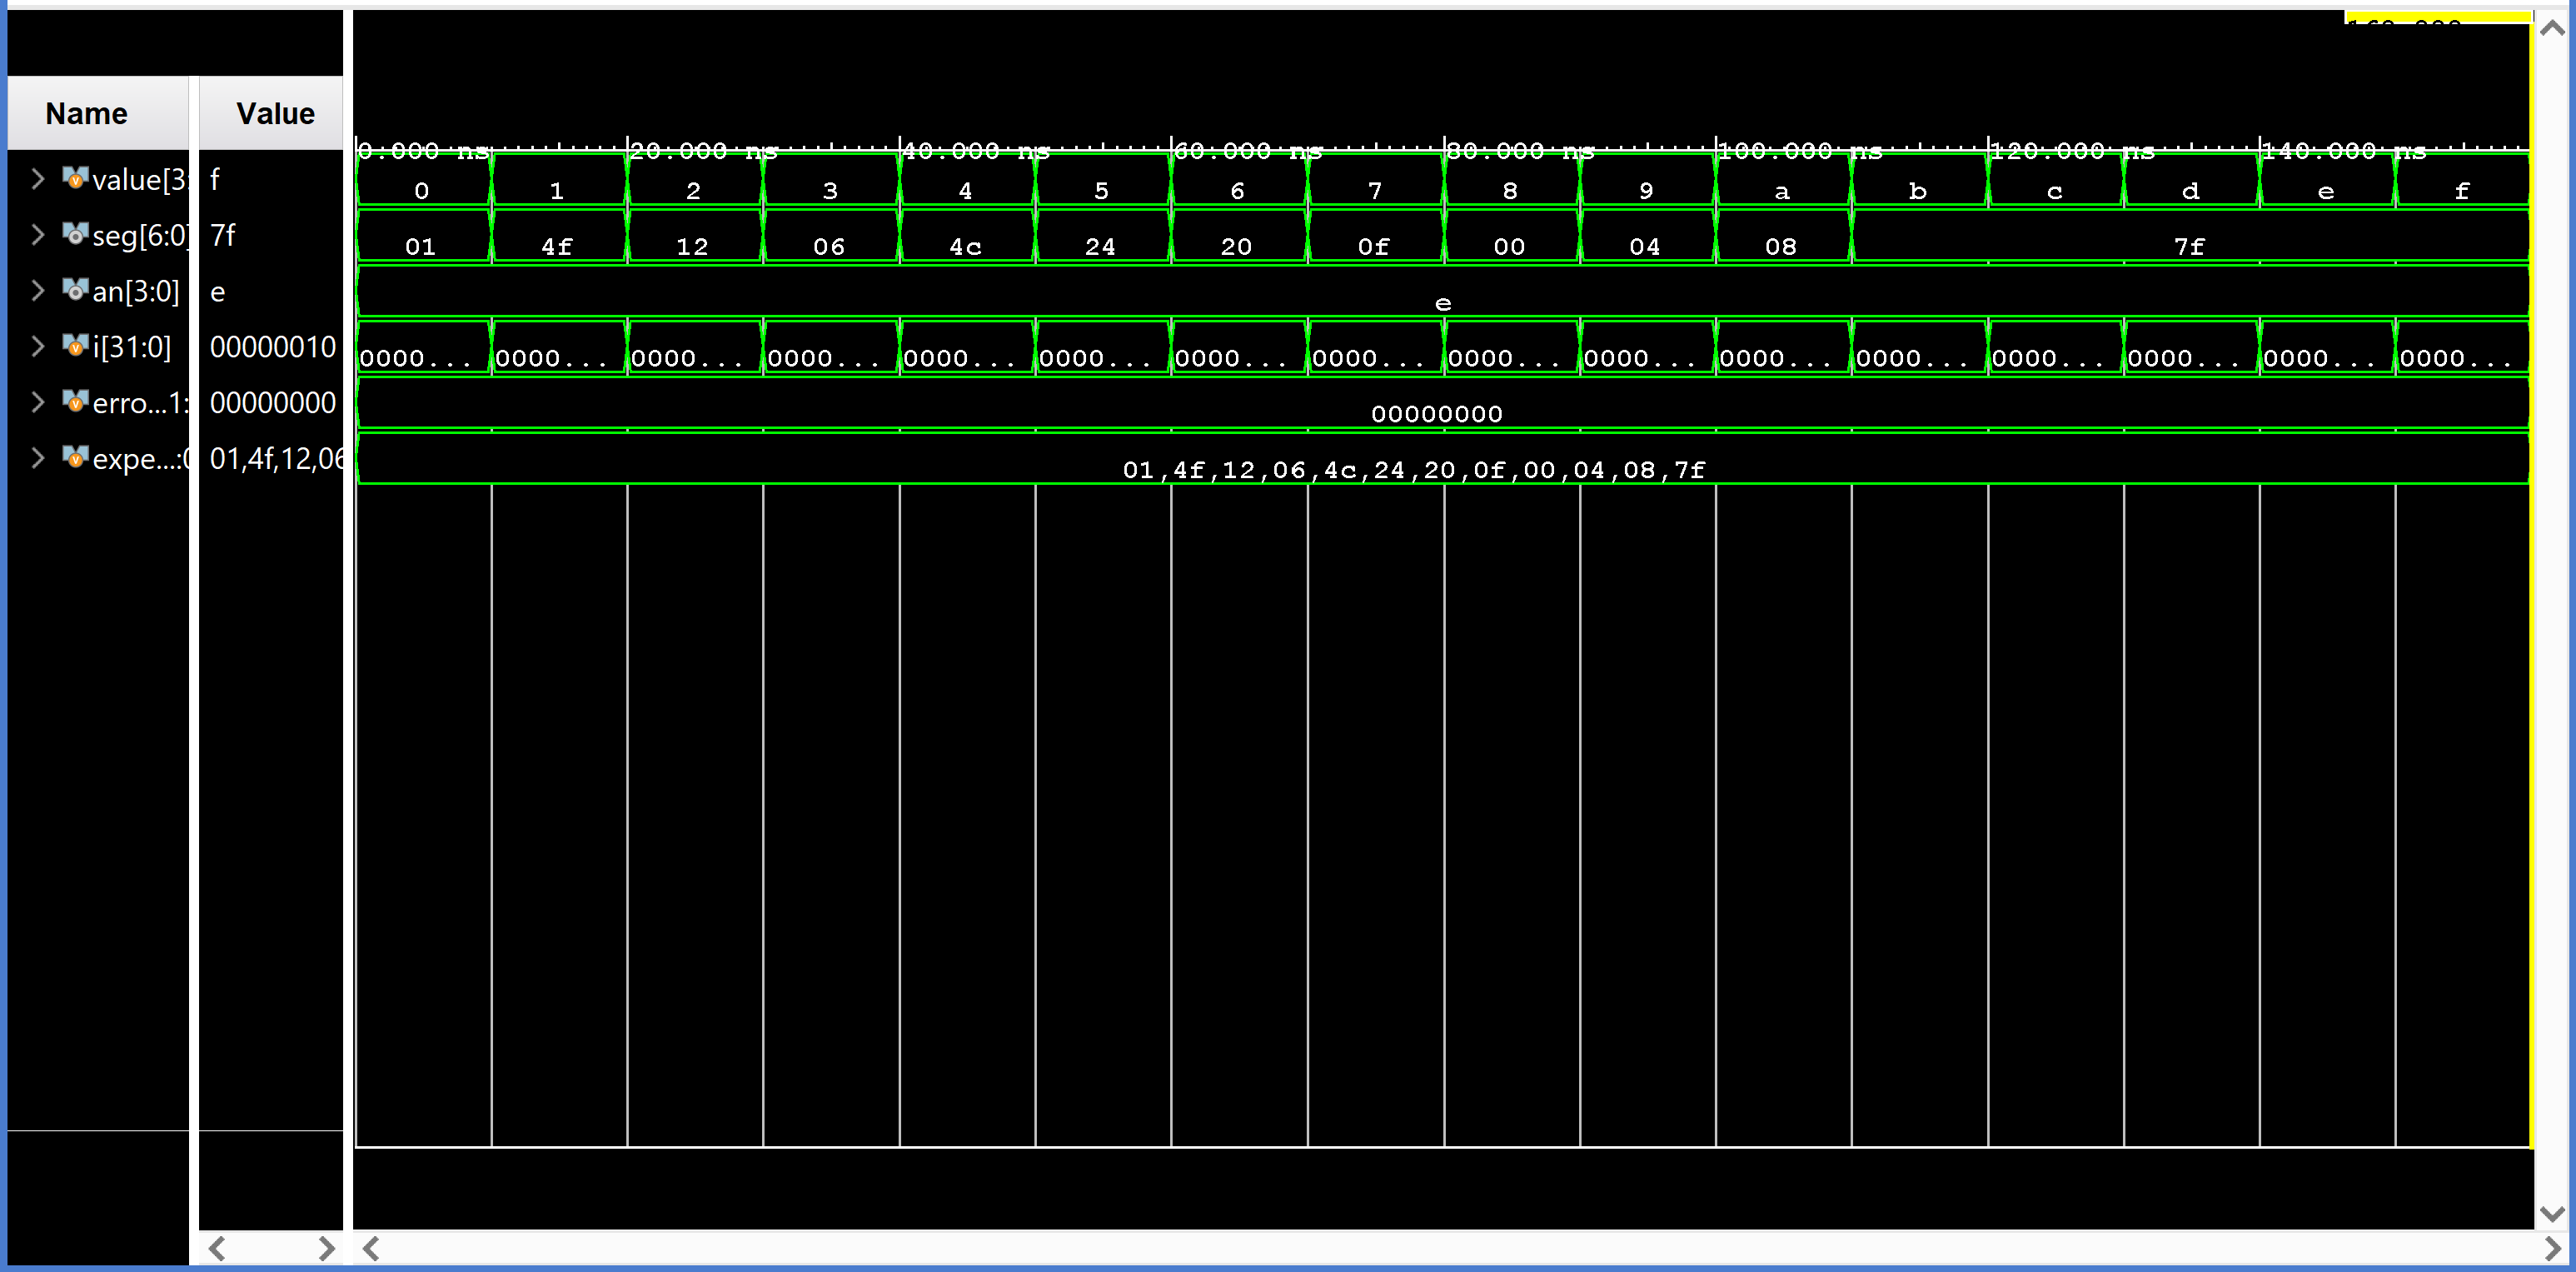 160.000
Name Value
0.000 ns 20.000 ns 40.000 ns 60.000 ns 80.000 ns 100.000 ns 120.000 ns 140.000 ns
value[3: f 0 1 2 3 4 5 6 7 8 9 a b c d e f
seg[6:0] 7f 01 4f 12 06 4c 24 20 0f 00 04 08 7f
an[3:0] e e
i[31:0] 00000010 0000... 0000... 0000... 0000... 0000... 0000... 0000... 0000... 0000... 0000... 0000... 0000... 0000... 0000... 0000... 0000...
erro...1: 00000000 00000000
expe...:0 01,4f,12,06 01,4f,12,06,4c,24,20,0f,00,04,08,7f